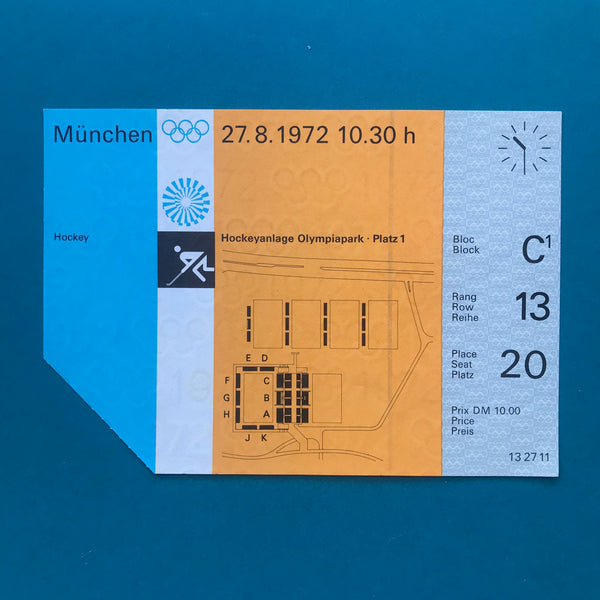 München
27.8.1972 10.30 h
Hockey
Hockeyanlage Olympiapark · Platz 1
E D
F C
G B
H A
J K
Bloc
Block
C1
Rang
Row
Reihe
13
Place
Seat
Platz
20
Prix DM 10.00
Price
Preis
13 27 11